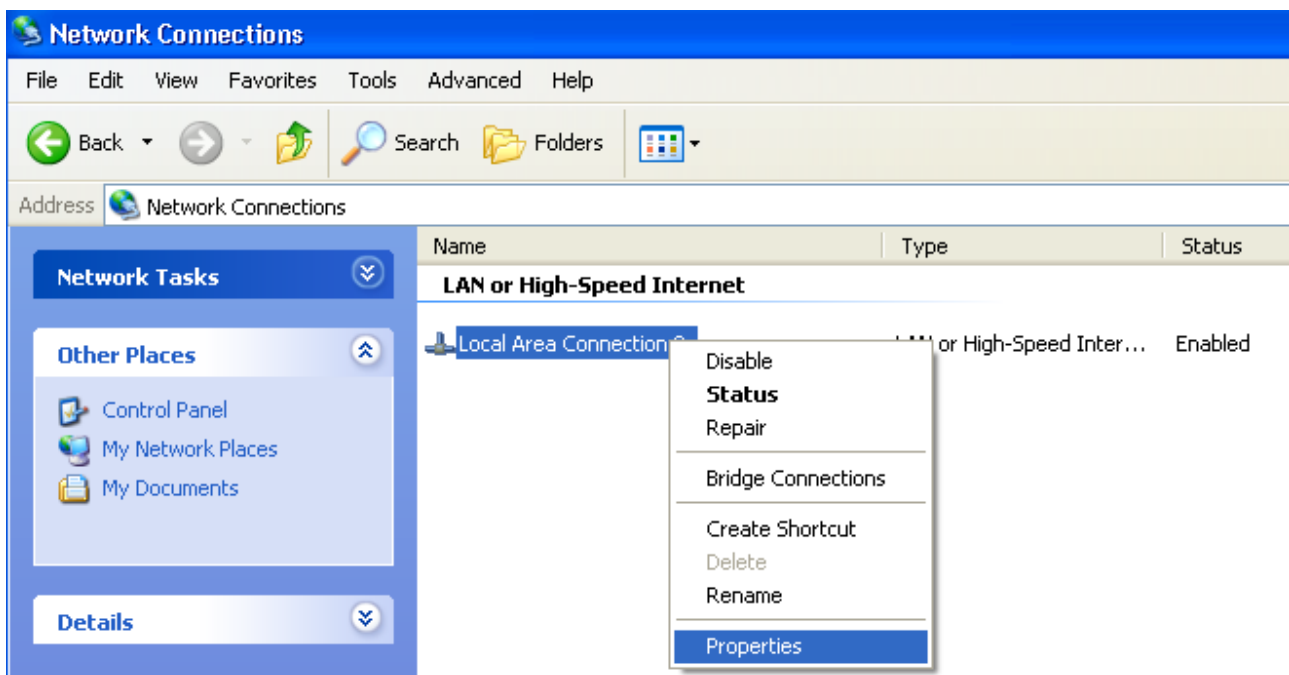 Network Connections
File Edit View Favorites Tools Advanced Help
Back Search Folders
Address Network Connections
Name Type Status
Network Tasks
LAN or High-Speed Internet
Other Places
Local Area Connection or High-Speed Inter... Enabled
Control Panel
My Network Places
My Documents
Details
Disable
Status
Repair
Bridge Connections
Create Shortcut
Delete
Rename
Properties